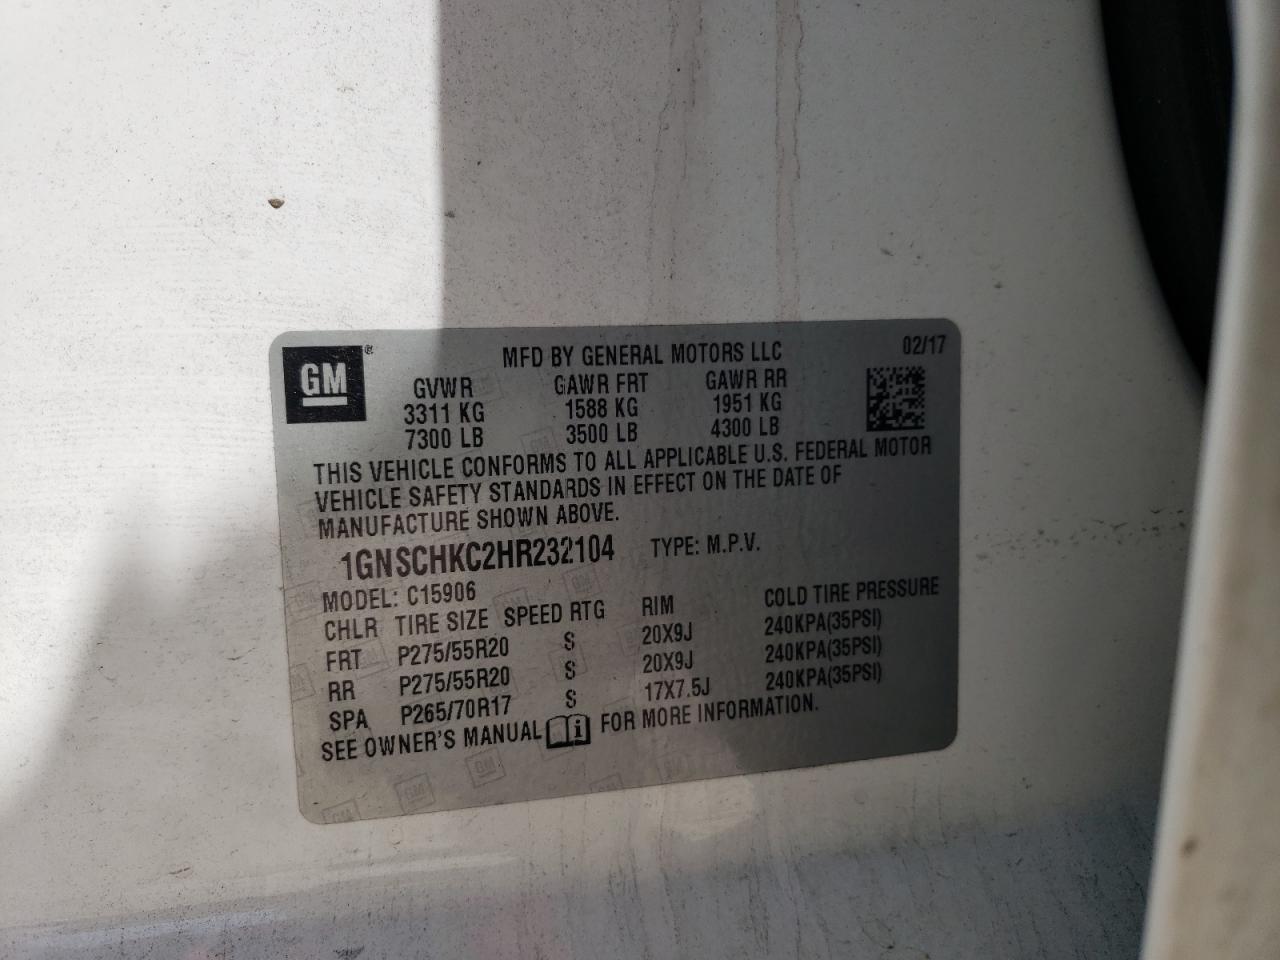 GM®
MFD BY GENERAL MOTORS LLC 02/17
GVWR GAWR FRT GAWR RR
3311 KG 1588 KG 1951 KG
7300 LB 3500 LB 4300 LB
THIS VEHICLE CONFORMS TO ALL APPLICABLE U.S. FEDERAL MOTOR
VEHICLE SAFETY STANDARDS IN EFFECT ON THE DATE OF
MANUFACTURE SHOWN ABOVE.
1GNSCHKC2HR232104 TYPE: M.P.V.
MODEL: C15906
CHLR TIRE SIZE SPEED RTG RIM COLD TIRE PRESSURE
FRT P275/55R20 S 20X9J 240KPA(35PSI)
RR P275/55R20 S 20X9J 240KPA(35PSI)
SPA P265/70R17 S 17X7.5J 240KPA(35PSI)
SEE OWNER'S MANUAL i FOR MORE INFORMATION.